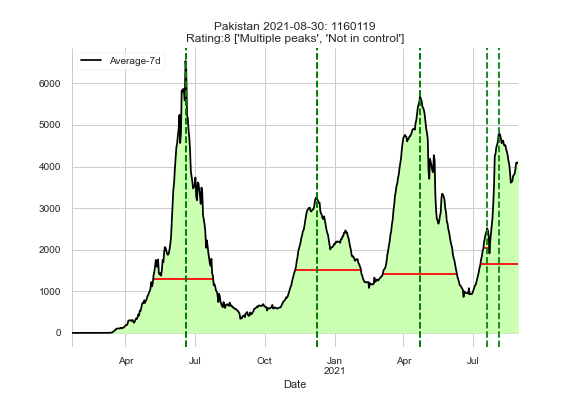 Pakistan 2021-08-30: 1160119
Rating:8 ['Multiple peaks', 'Not in control']
Average-7d
6000
5000
4000
3000
2000
1000
0
Apr Jul Oct Jan Apr Jul
2021
Date